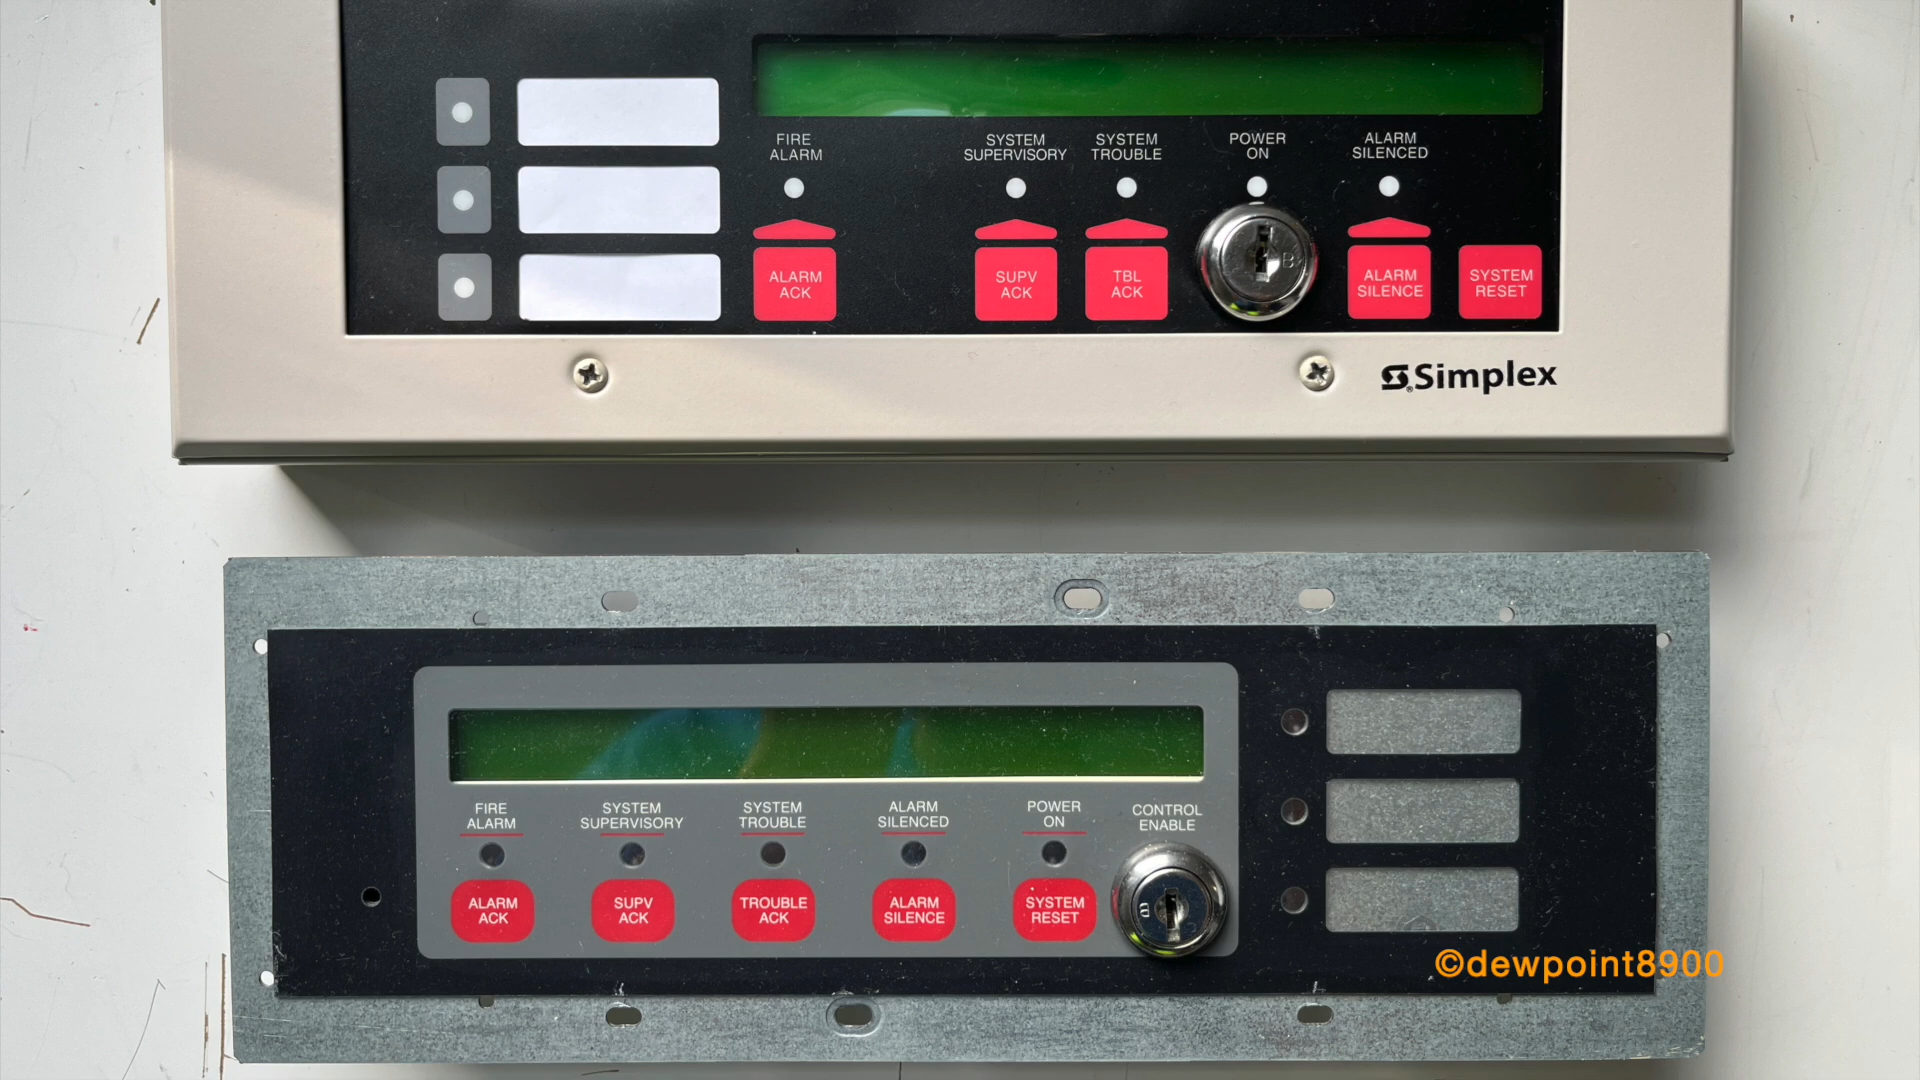 FIRE
ALARM
SYSTEM
SUPERVISORY
SYSTEM
TROUBLE
POWER
ON
ALARM
SILENCED
ALARM
ACK
SUPV
ACK
TBL
ACK
B
ALARM
SILENCE
SYSTEM
RESET
Simplex
FIRE
ALARM
SYSTEM
SUPERVISORY
SYSTEM
TROUBLE
ALARM
SILENCED
POWER
ON
CONTROL
ENABLE
ALARM
ACK
SUPV
ACK
TROUBLE
ACK
ALARM
SILENCE
SYSTEM
RESET
©dewpoint8900